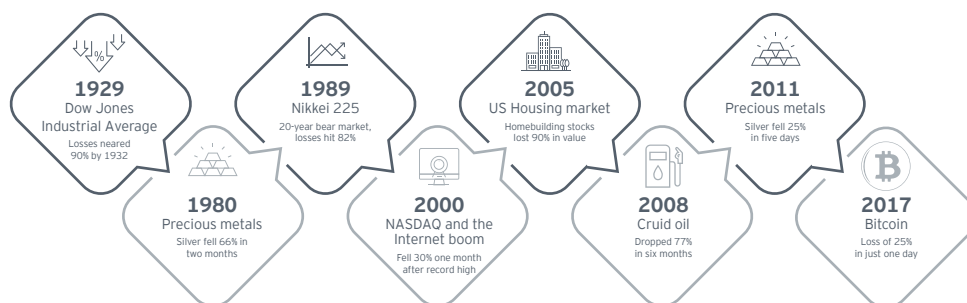 %
1929
Dow Jones
Industrial Average
Losses neared
90% by 1932
1980
Precious metals
Silver fell 66% in
two months
1989
Nikkei 225
20-year bear market,
losses hit 82%
2000
NASDAQ and the
Internet boom
Fell 30% one month
after record high
2005
US Housing market
Homebuilding stocks
lost 90% in value
2008
Cruid oil
Dropped 77%
in six months
2011
Precious metals
Silver fell 25%
in five days
2017
Bitcoin
Loss of 25%
in just one day